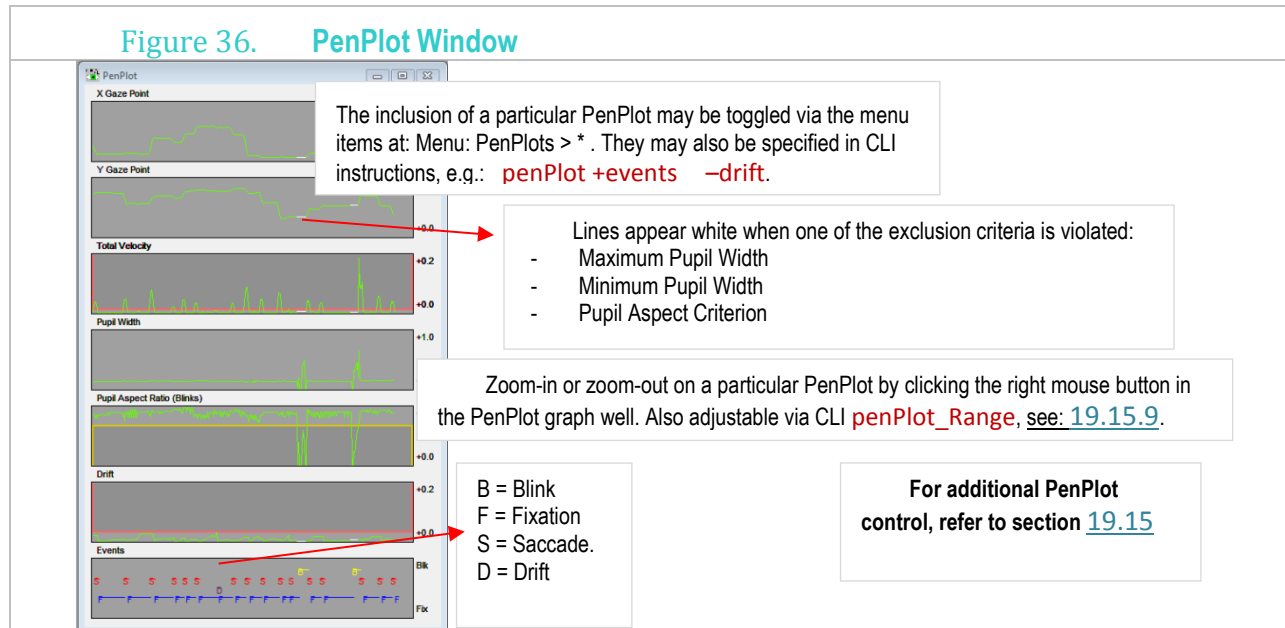 Figure 36. PenPlot Window
PenPlot
X Gaze Point
The inclusion of a particular PenPlot may be toggled via the menu
items at: Menu: PenPlots > * . They may also be specified in CLI
instructions, e.g.: penPlot +events –drift.
Y Gaze Point
+0.0
Lines appear white when one of the exclusion criteria is violated:
- Maximum Pupil Width
- Minimum Pupil Width
- Pupil Aspect Criterion
Total Velocity
+0.2
+0.0
Pupil Width
+1.0
Zoom-in or zoom-out on a particular PenPlot by clicking the right mouse button in
the PenPlot graph well. Also adjustable via CLI penPlot_Range, see: 19.15.9.
Pupil Aspect Ratio (Blinks)
+0.0
Drift
+0.2
+0.0
B = Blink
F = Fixation
S = Saccade.
D = Drift
For additional PenPlot
control, refer to section 19.15
Events
Blk
B B
S S S S S S S S S S S S S S S S
D
F F F F F F F F F F F F F F F F F
Fix